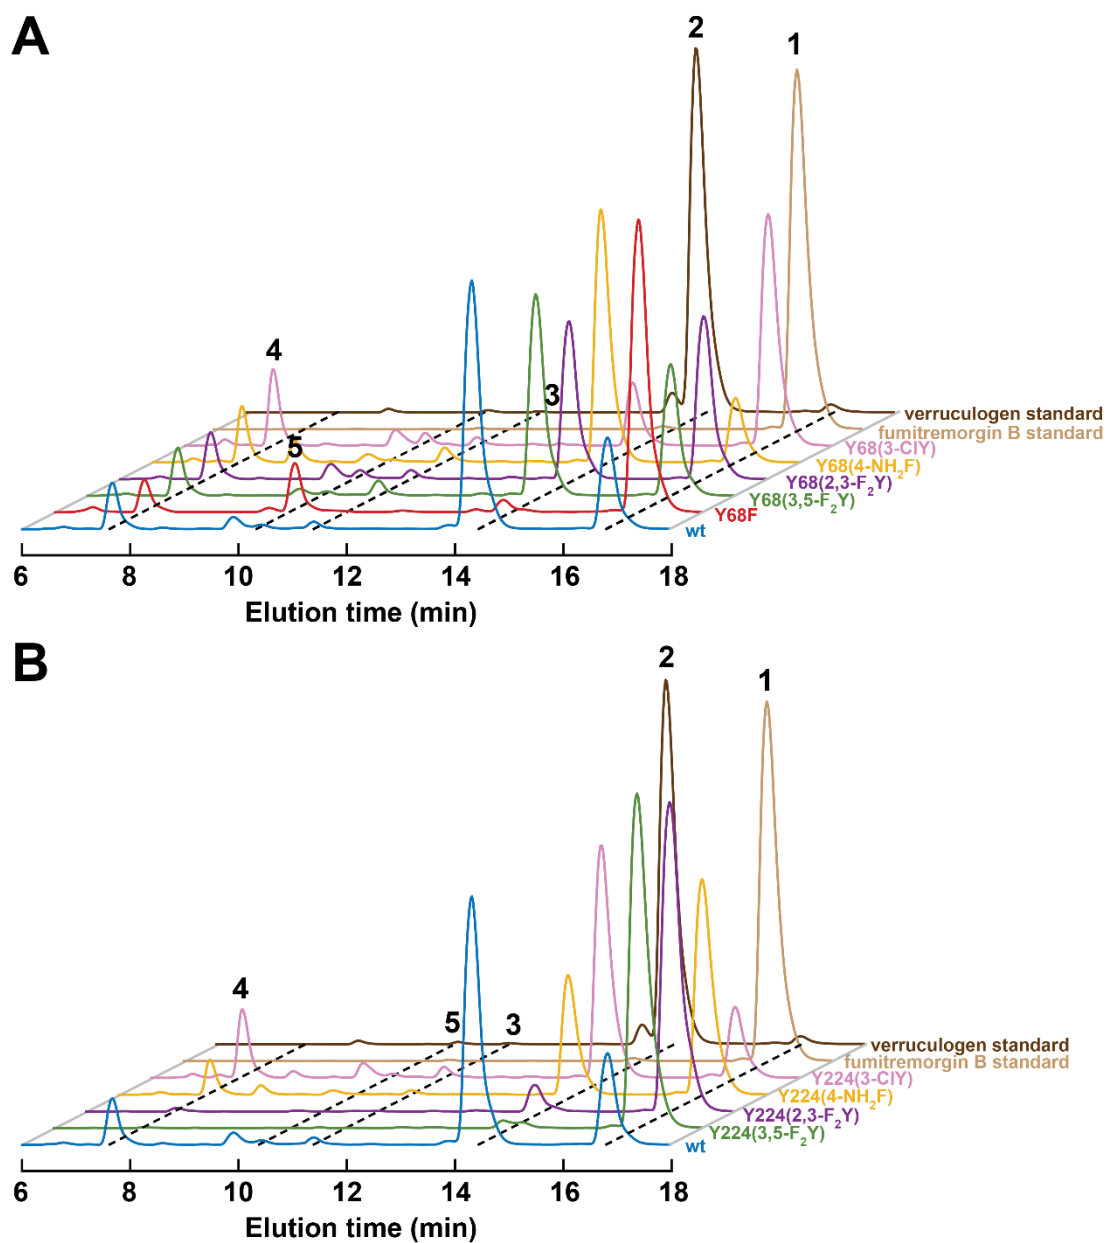 A
2
1
4
3
5
verruculogen standard
fumitremorgin B standard
Y68(3-ClY)
Y68(4-NH₂F)
Y68(2,3-F₂Y)
Y68(3,5-F₂Y)
Y68F
wt
6 8 10 12 14 16 18
Elution time (min)
B
2
1
4
5 3
verruculogen standard
fumitremorgin B standard
Y224(3-ClY)
Y224(4-NH₂F)
Y224(2,3-F₂Y)
Y224(3,5-F₂Y)
wt
6 8 10 12 14 16 18
Elution time (min)